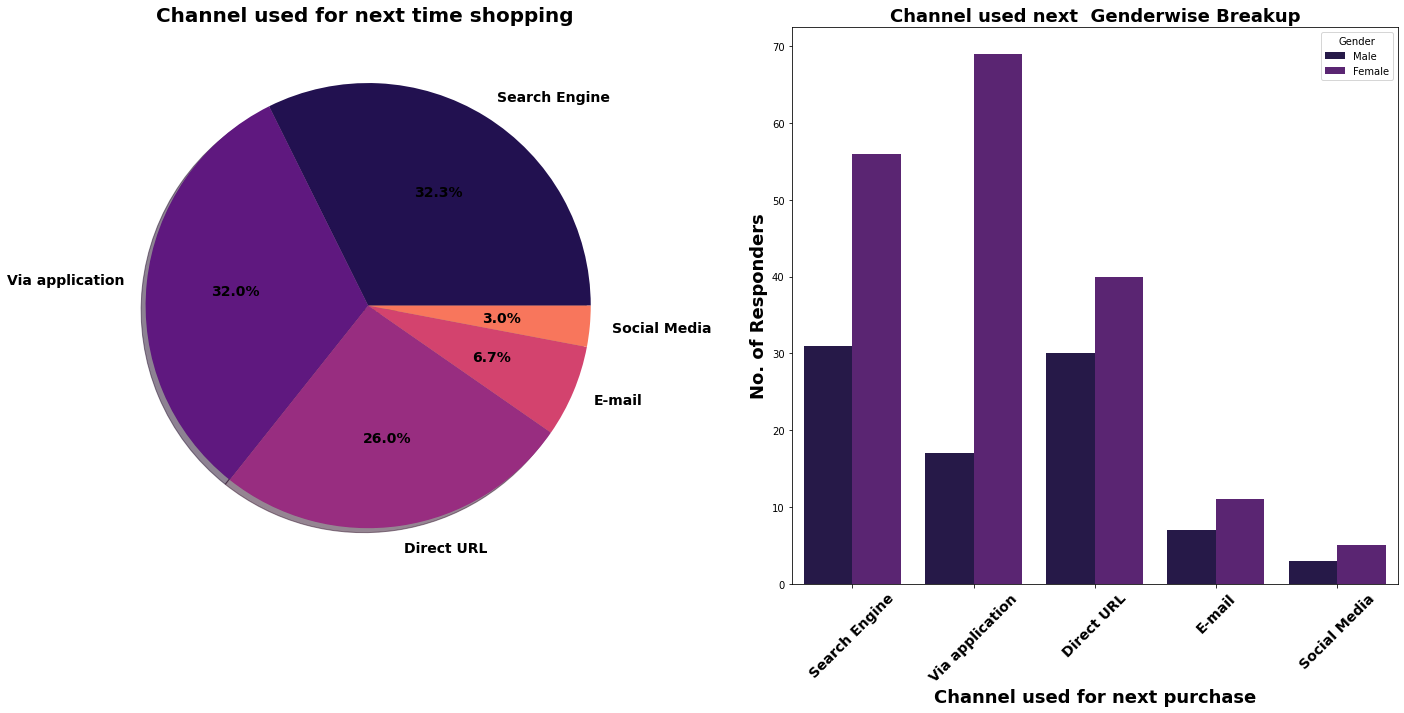 Channel used for next time shopping
Search Engine
32.3%
Via application
32.0%
3.0%
Social Media
6.7%
E-mail
26.0%
Direct URL
Channel used next  Genderwise Breakup
Gender
Male
Female
No. of Responders
70
60
50
40
30
20
10
0
Search Engine
Via application
Direct URL
E-mail
Social Media
Channel used for next purchase